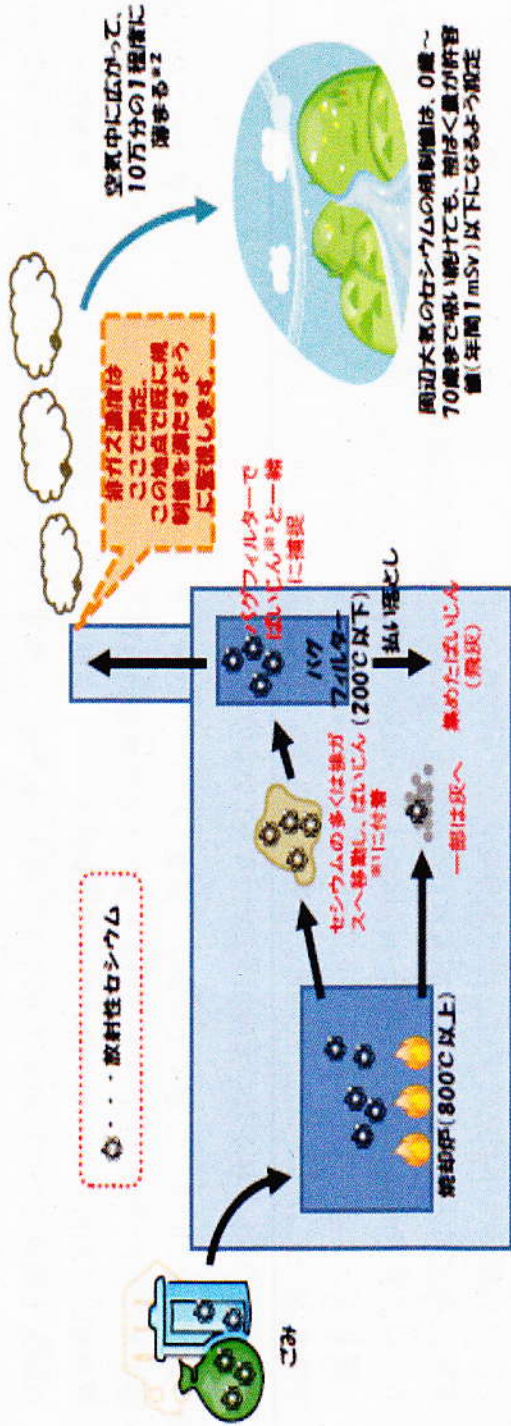 ・・・放射性セシウム
ごみ
焼却炉(800℃以上)
セシウムの多くは排ガ
スへ移動し、ばいじん
※1に付着
一部は灰へ
バグフィルターで
ばいじん※1と一緒
に捕捉
バグ
フィルター
(200℃以下)
払い落とし
集めたばいじん
(飛灰)
排ガス濃度は
ここで測定。
この地点で既に規
制値を満たすよう
に監視します。
空気中に広がって、
10万分の1程度に
薄まる※2
周辺大気のセシウムの規制値は、0歳～
70歳まで吸い続けても、被ばく量が許容
値(年間1mSv)以下になるよう設定